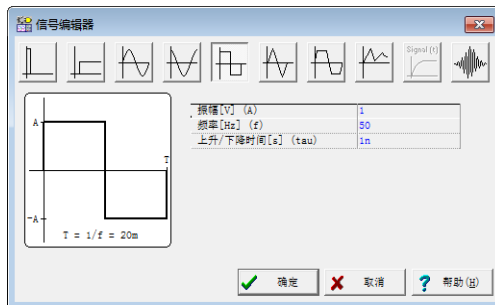 信号编辑器
Signal (t)
振幅[V] (A) 1
频率[Hz] (f) 50
上升/下降时间[s] (tau) 1n
A
T
-A
T = 1/f = 20m
确定 取消 帮助(H)